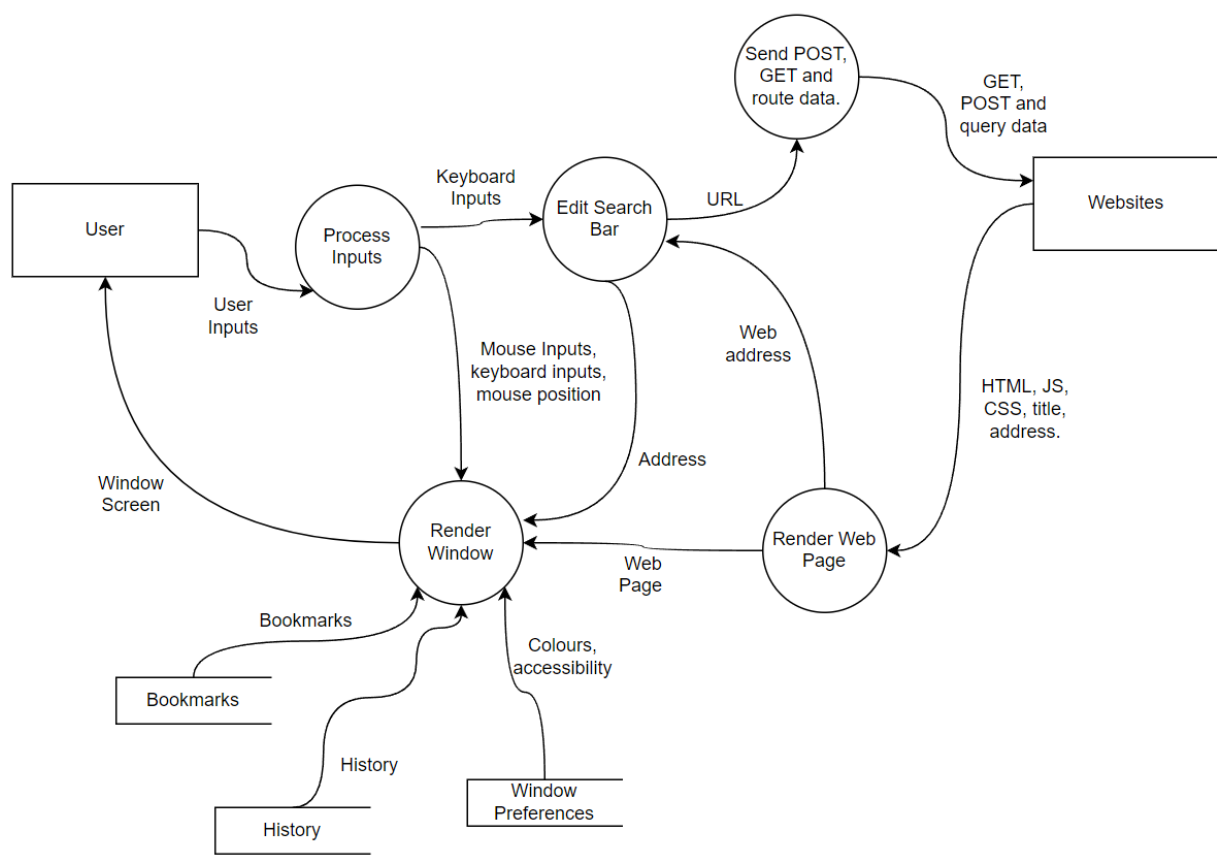 Send POST,
GET and
route data.
GET,
POST and
query data
Keyboard
Inputs
Edit Search
Bar
URL
Websites
User
Process
Inputs
User
Inputs
Mouse Inputs,
keyboard inputs,
mouse position
Web
address
HTML, JS,
CSS, title,
address.
Address
Window
Screen
Render
Window
Web
Page
Render Web
Page
Bookmarks
Colours,
accessibility
Bookmarks
History
Window
Preferences
History